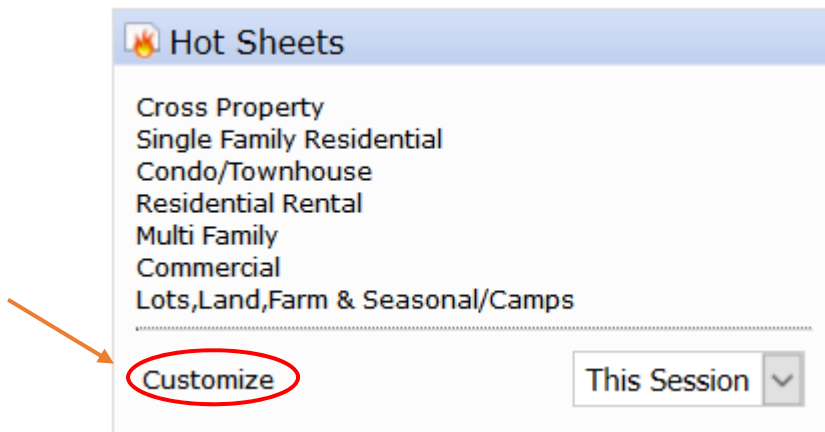 Hot Sheets
Cross Property
Single Family Residential
Condo/Townhouse
Residential Rental
Multi Family
Commercial
Lots,Land,Farm & Seasonal/Camps
Customize This Session